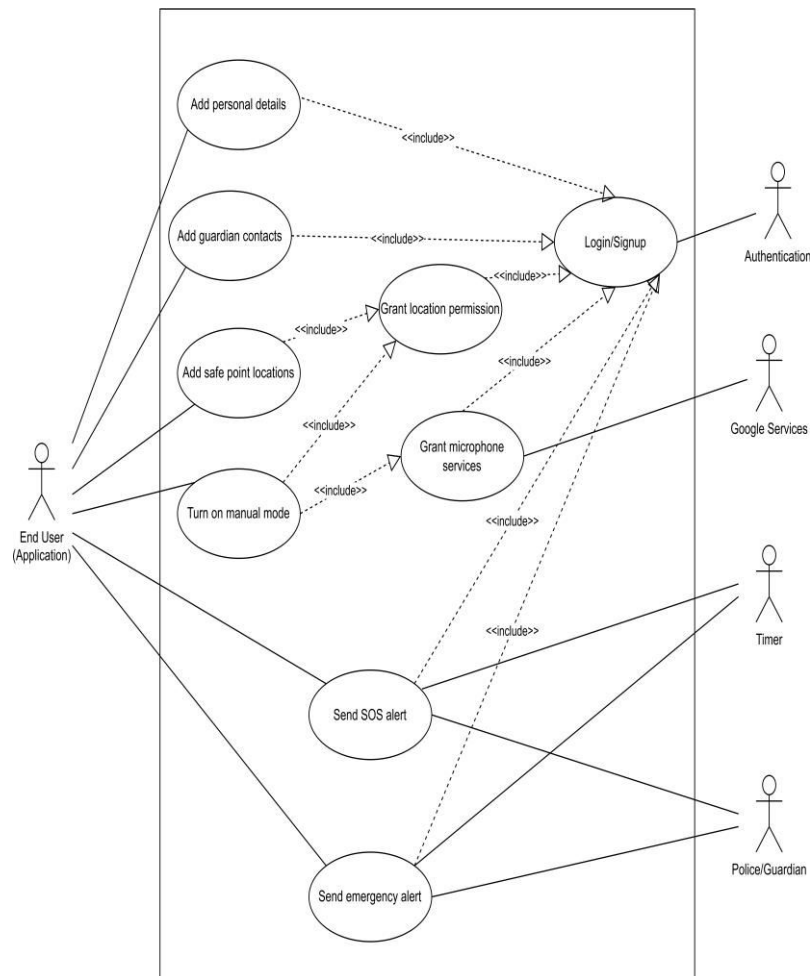 Add personal details
<<include>>
Add guardian contacts
<<include>>
Login/Signup
Authentication
<<include>>
Grant location permission
<<include>>
Add safe point locations
<<include>>
<<include>>
Google Services
Grant microphone
services
End User
(Application)
Turn on manual mode
<<include>>
<<include>>
<<include>>
Timer
Send SOS alert
Police/Guardian
Send emergency alert